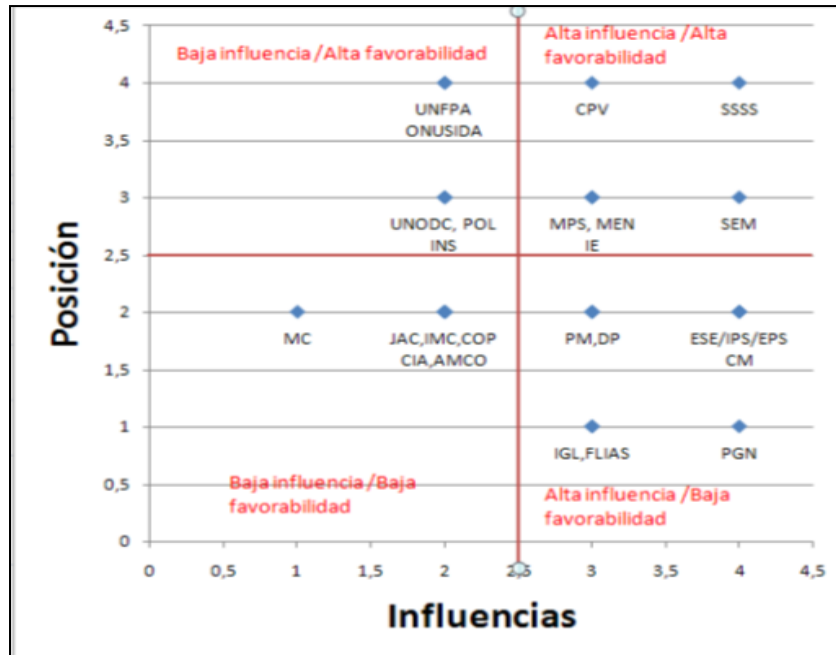 4,5
Baja influencia /Alta favorabilidad
Alta influencia /Alta
favorabilidad
4
UNFPA
ONUSIDA
CPV
SSSS
3,5
3
UNODC, POL
INS
MPS, MEN
IE
SEM
2,5
Posición
2
MC
JAC,IMC,COP
CIA,AMCO
PM,DP
ESE/IPS/EPS
CM
1,5
1
IGL,FLIAS
PGN
0,5
Baja influencia /Baja
favorabilidad
Alta influencia /Baja
favorabilidad
0
0 0,5 1 1,5 2 2,5 3 3,5 4 4,5
Influencias